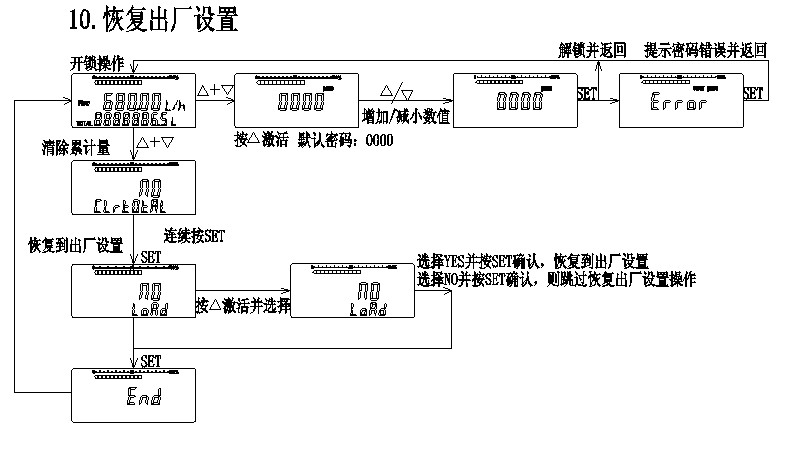 10.恢复出厂设置
解锁并返回 提示密码错误并返回
开锁操作
Flow 680.00 L/h
TOTAL 8888886.5 L
△+▽
0000
△/▽
0000
SET
Error
SET
增加/减小数值
按△激活 默认密码：0000
清除累计量
△+▽
NO
CLrtOtAL
连续按SET
恢复到出厂设置
SET
NO
LoAd
按△激活并选择
NO
LoAd
选择YES并按SET确认，恢复到出厂设置
选择NO并按SET确认，则跳过恢复出厂设置操作
SET
End